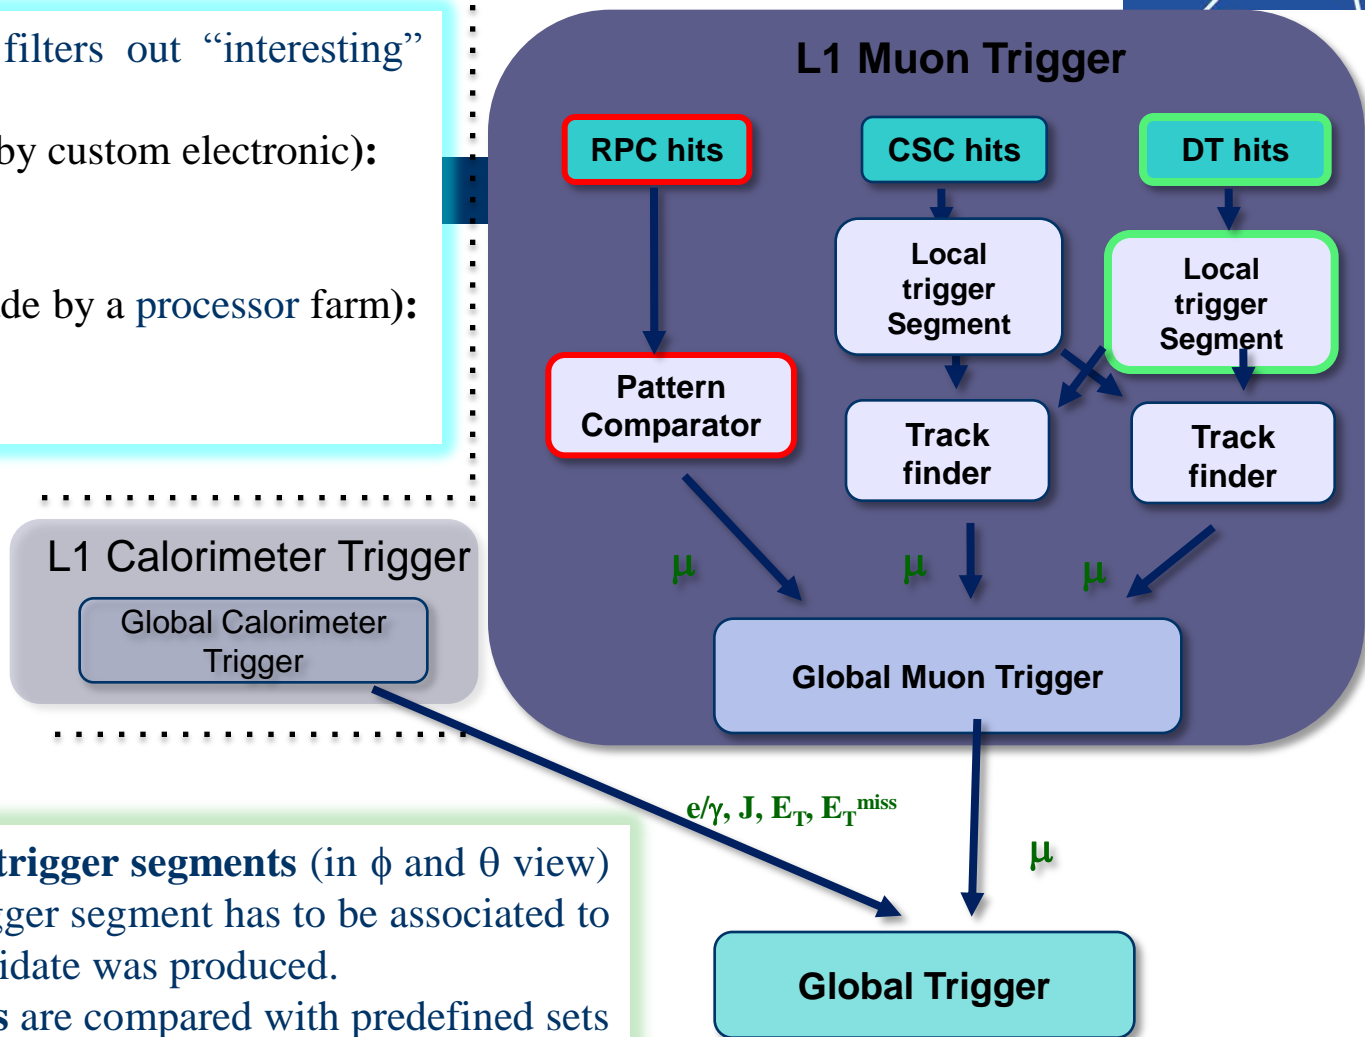 filters out “interesting”
by custom electronic):
de by a processor farm):
L1 Muon Trigger
RPC hits
CSC hits
DT hits
Local
trigger
Segment
Local
trigger
Segment
Pattern
Comparator
Track
finder
Track
finder
μ
μ
μ
L1 Calorimeter Trigger
Global Calorimeter
Trigger
Global Muon Trigger
e/γ, J, E_T, E_T^miss
μ
trigger segments (in ϕ and θ view)
gger segment has to be associated to
didate was produced.
s are compared with predefined sets
Global Trigger